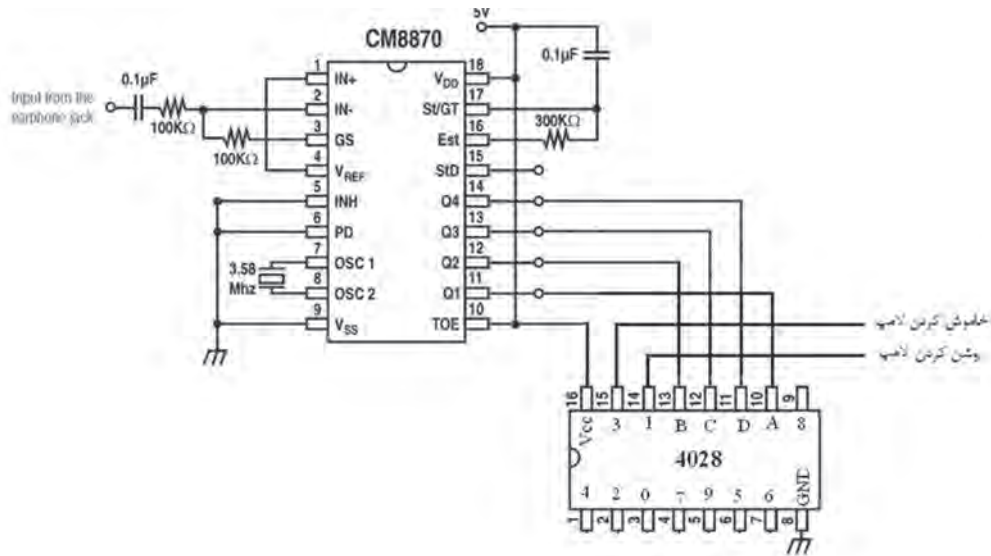 5V
CM8870
0.1µF
Input from the
earphone jack
0.1µF
100KΩ
100KΩ
300KΩ
1 IN+
2 IN-
3 GS
4 VREF
5 INH
6 PD
7 OSC 1
8 OSC 2
9 VSS
VDD 18
St/GT 17
Est 16
StD 15
Q4 14
Q3 13
Q2 12
Q1 11
TOE 10
3.58
Mhz
خاموش کردن لامپ
روشن کردن لامپ
16 15 14 13 12 11 10 9
Vcc 3 1 B C D A 8
4028
4 2 0 7 9 5 6 GND
1 2 3 4 5 6 7 8